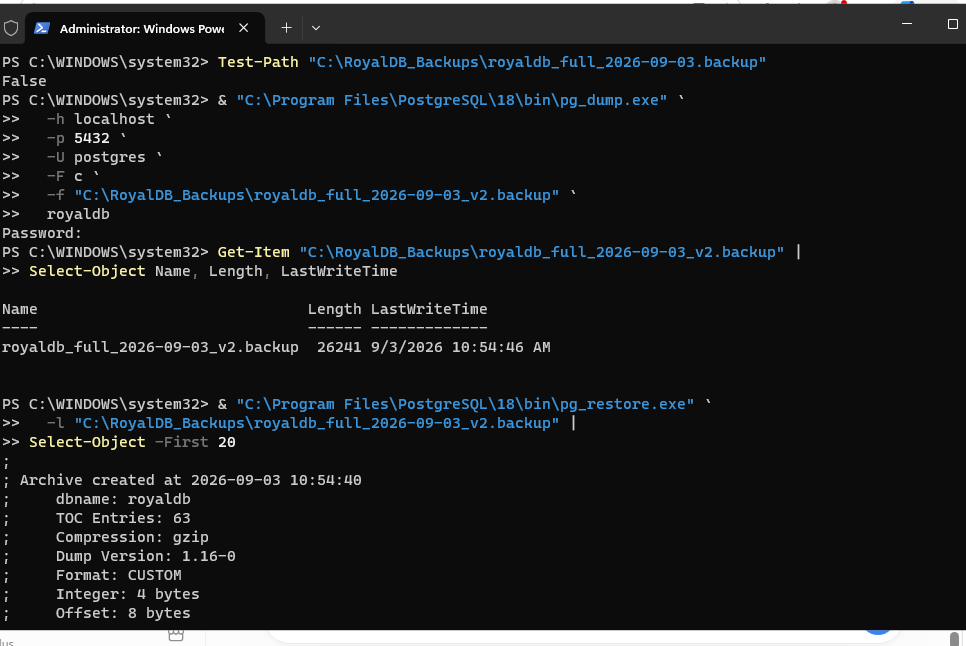 Administrator: Windows Powe
PS C:\WINDOWS\system32> Test-Path "C:\RoyalDB_Backups\royaldb_full_2026-09-03.backup"
False
PS C:\WINDOWS\system32> & "C:\Program Files\PostgreSQL\18\bin\pg_dump.exe" `
>>   -h localhost `
>>   -p 5432 `
>>   -U postgres `
>>   -F c `
>>   -f "C:\RoyalDB_Backups\royaldb_full_2026-09-03_v2.backup" `
>>   royaldb
Password:
PS C:\WINDOWS\system32> Get-Item "C:\RoyalDB_Backups\royaldb_full_2026-09-03_v2.backup" |
>> Select-Object Name, Length, LastWriteTime
Name                              Length LastWriteTime
----                              ------ -------------
royaldb_full_2026-09-03_v2.backup  26241 9/3/2026 10:54:46 AM
PS C:\WINDOWS\system32> & "C:\Program Files\PostgreSQL\18\bin\pg_restore.exe" `
>>   -l "C:\RoyalDB_Backups\royaldb_full_2026-09-03_v2.backup" |
>> Select-Object -First 20
;
; Archive created at 2026-09-03 10:54:40
;     dbname: royaldb
;     TOC Entries: 63
;     Compression: gzip
;     Dump Version: 1.16-0
;     Format: CUSTOM
;     Integer: 4 bytes
;     Offset: 8 bytes